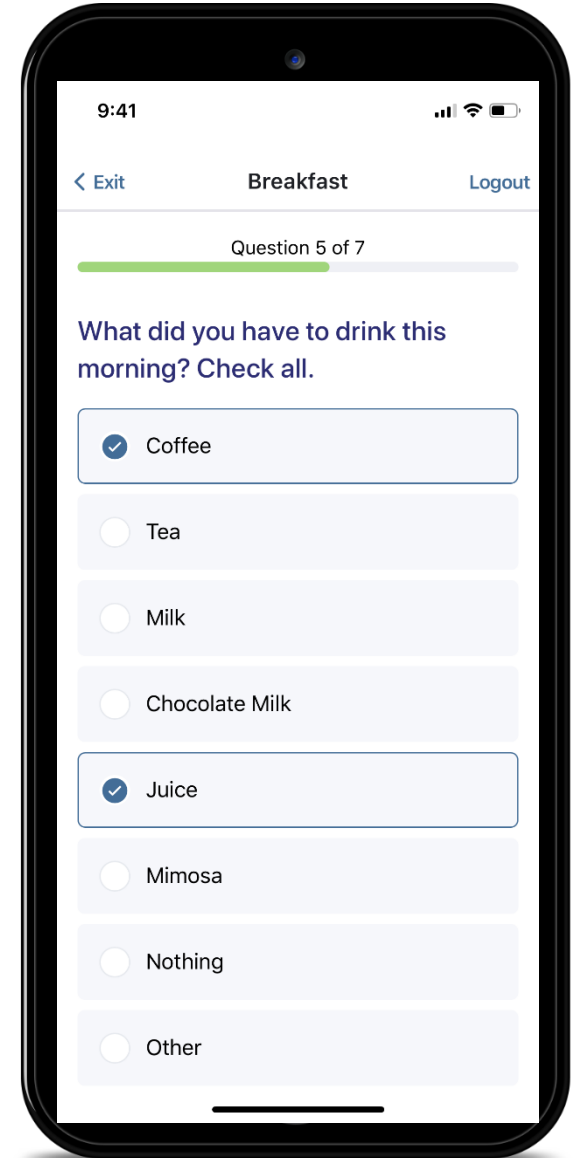 9:41
Exit Breakfast Logout
Question 5 of 7
What did you have to drink this
morning? Check all.
Coffee
Tea
Milk
Chocolate Milk
Juice
Mimosa
Nothing
Other